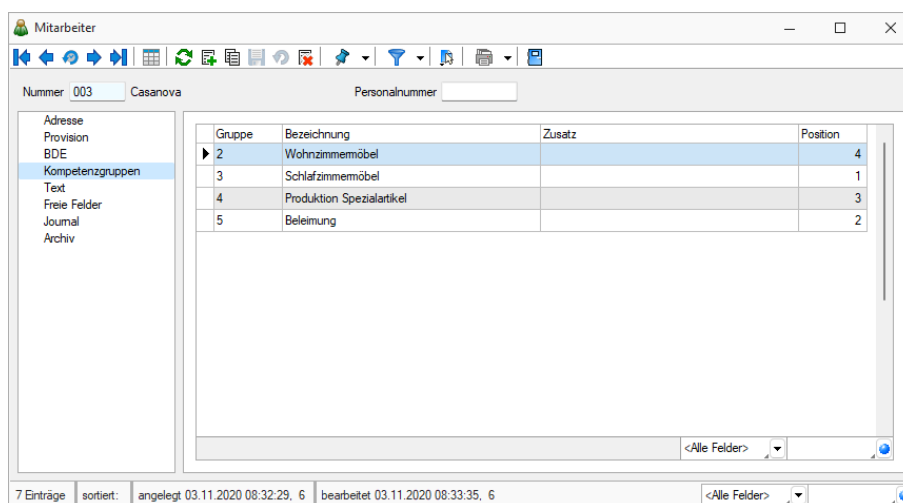 Mitarbeiter
Nummer 003 Casanova Personalnummer
Adresse
Provision
BDE
Kompetenzgruppen
Text
Freie Felder
Journal
Archiv
Gruppe Bezeichnung Zusatz Position
2 Wohnzimmermöbel 4
3 Schlafzimmermöbel 1
4 Produktion Spezialartikel 3
5 Beleimung 2
<Alle Felder>
7 Einträge sortiert: angelegt 03.11.2020 08:32:29, 6 bearbeitet 03.11.2020 08:33:35, 6 <Alle Felder>